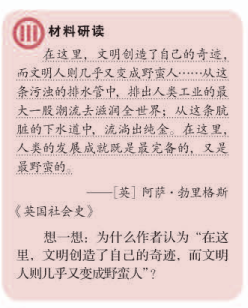 材料研读
在这里，文明创造了自己的奇迹，
而文明人则几乎又变成野蛮人……从这
条污浊的排水管中，排出人类工业的最
大一股潮流去滋润全世界；从这条肮
脏的下水道中，流淌出纯金。在这里，
人类的发展成就既是最完备的，又是
最野蛮的。
——[英] 阿萨·勃里格斯
《英国社会史》
想一想：为什么作者认为“在这
里，文明创造了自己的奇迹，而文明
人则几乎又变成野蛮人”？